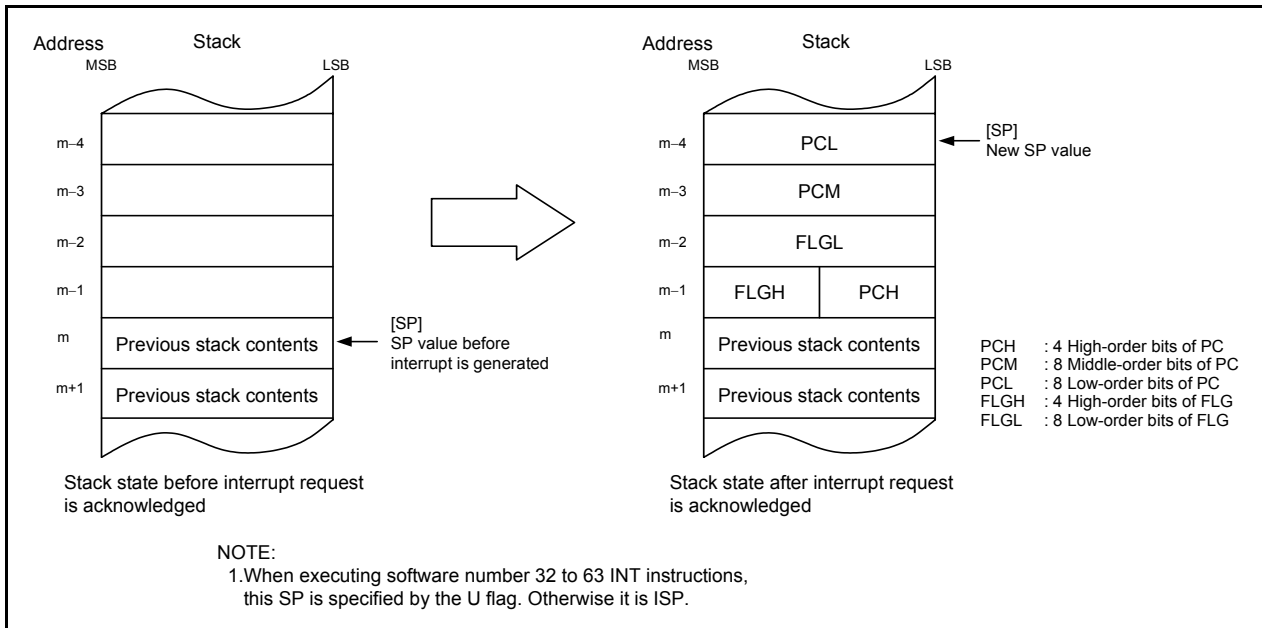 Address Stack
MSB LSB
m–4
m–3
m–2
m–1
m Previous stack contents
m+1 Previous stack contents
[SP]
SP value before
interrupt is generated
Stack state before interrupt request
is acknowledged
Address Stack
MSB LSB
m–4 PCL
m–3 PCM
m–2 FLGL
m–1 FLGH PCH
m Previous stack contents
m+1 Previous stack contents
[SP]
New SP value
PCH : 4 High-order bits of PC
PCM : 8 Middle-order bits of PC
PCL : 8 Low-order bits of PC
FLGH : 4 High-order bits of FLG
FLGL : 8 Low-order bits of FLG
Stack state after interrupt request
is acknowledged
NOTE:
1.When executing software number 32 to 63 INT instructions,
this SP is specified by the U flag. Otherwise it is ISP.